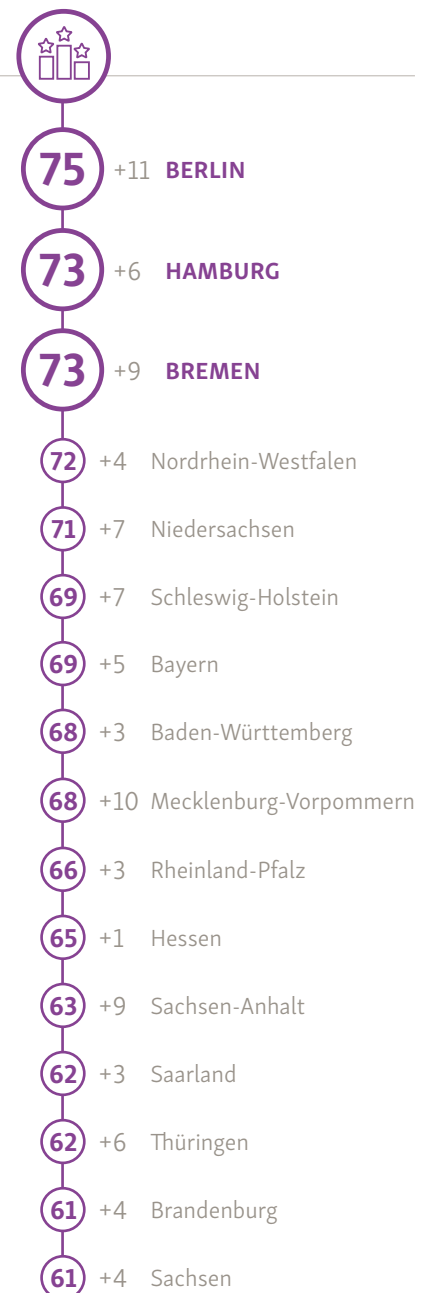 75 +11 BERLIN
73 +6 HAMBURG
73 +9 BREMEN
72 +4 Nordrhein-Westfalen
71 +7 Niedersachsen
69 +7 Schleswig-Holstein
69 +5 Bayern
68 +3 Baden-Württemberg
68 +10 Mecklenburg-Vorpommern
66 +3 Rheinland-Pfalz
65 +1 Hessen
63 +9 Sachsen-Anhalt
62 +3 Saarland
62 +6 Thüringen
61 +4 Brandenburg
61 +4 Sachsen